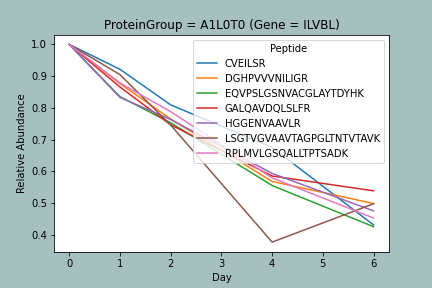 ProteinGroup = A1L0T0 (Gene = ILVBL)
Peptide
CVEILSR
DGHPVVVNILIGR
EQVPSLGSNVACGLAYTDYHK
GALQAVDQLSLFR
HGGENVAAVLR
LSGTVGVAAVTAGPGLTNTVTAVK
RPLMVLGSQALLTPTSADK
Relative Abundance
1.0
0.9
0.8
0.7
0.6
0.5
0.4
0 1 2 3 4 5 6
Day